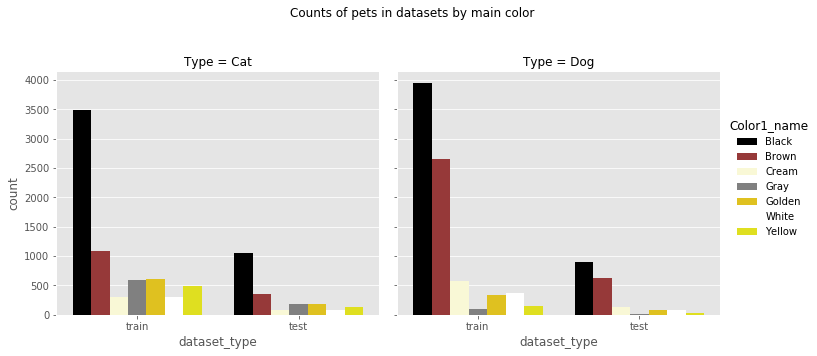 Counts of pets in datasets by main color
Type = Cat
Type = Dog
4000
3500
3000
2500
2000
1500
1000
500
0
count
train
test
train
test
dataset_type
dataset_type
Color1_name
Black
Brown
Cream
Gray
Golden
White
Yellow